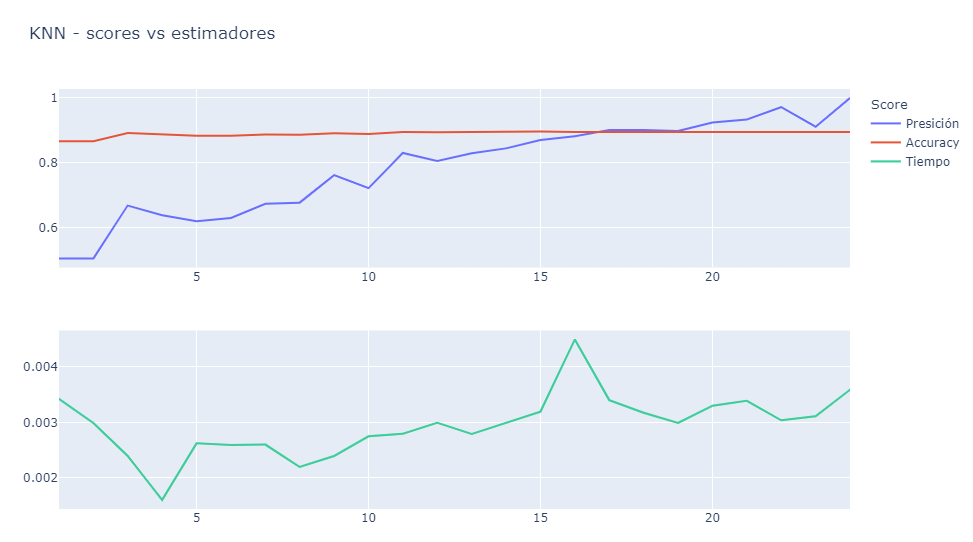 KNN - scores vs estimadores
Score
Presición
Accuracy
Tiempo
1
0.8
0.6
5 10 15 20
0.004
0.003
0.002
5 10 15 20